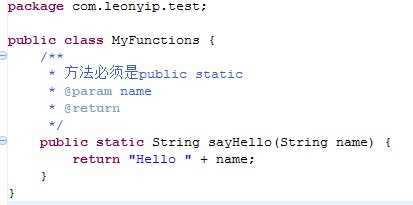 package com.leonyip.test;
public class MyFunctions {
/**
* 方法必须是public static
* @param name
* @return
*/
public static String sayHello(String name) {
return "Hello " + name;
}
}